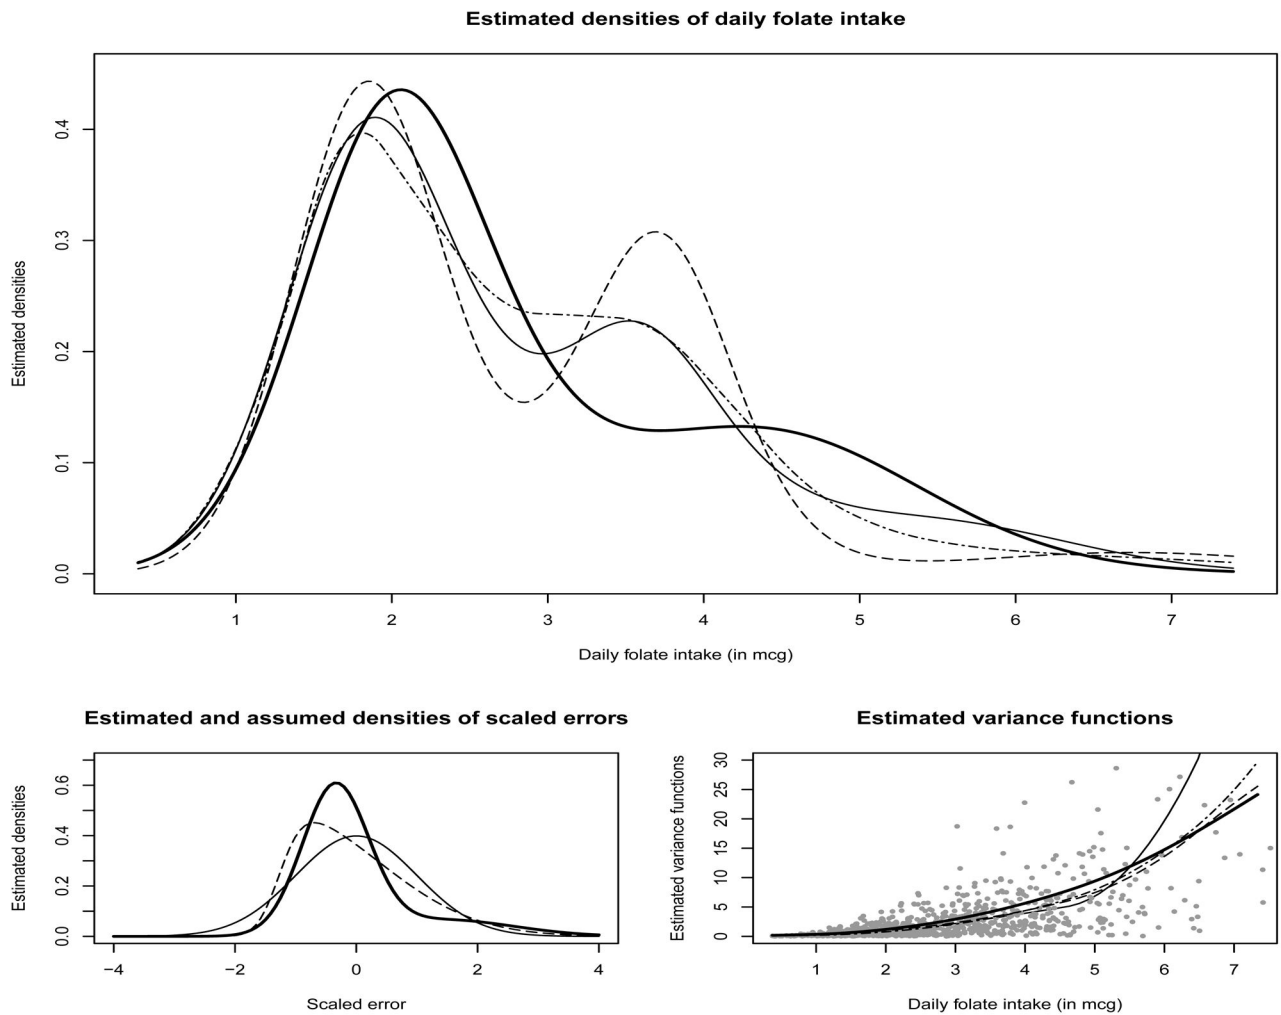 Estimated densities of daily folate intake
Estimated densities
0.0 0.1 0.2 0.3 0.4
1 2 3 4 5 6 7
Daily folate intake (in mcg)
Estimated and assumed densities of scaled errors
Estimated densities
0.0 0.2 0.4 0.6
−4 −2 0 2 4
Scaled error
Estimated variance functions
Estimated variance functions
0 5 10 15 20 25 30
1 2 3 4 5 6 7
Daily folate intake (in mcg)